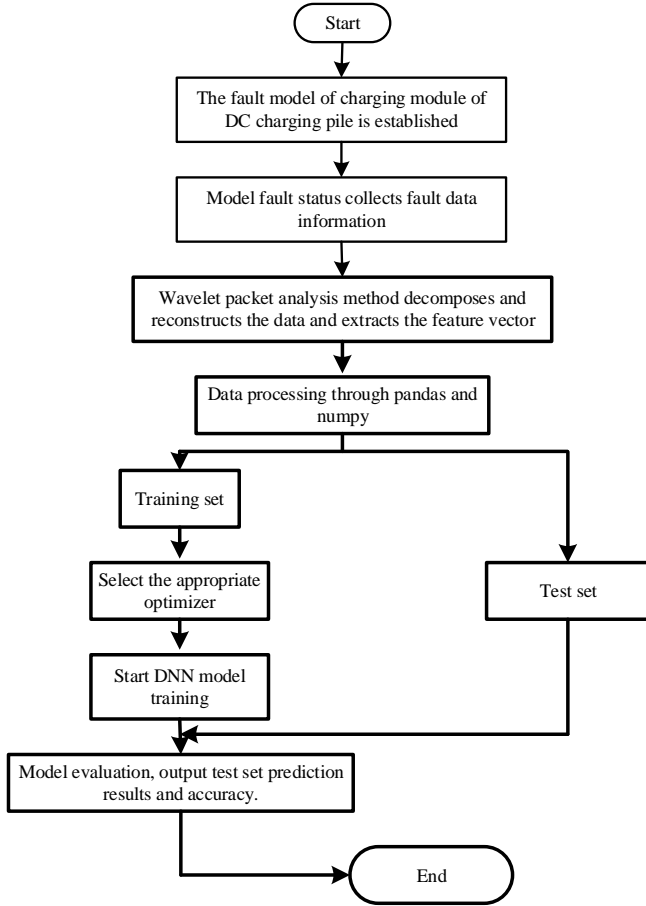 Start
The fault model of charging module of
DC charging pile is established
Model fault status collects fault data
information
Wavelet packet analysis method decomposes and
reconstructs the data and extracts the feature vector
Data processing through pandas and
numpy
Training set
Select the appropriate
optimizer
Test set
Start DNN model
training
Model evaluation, output test set prediction
results and accuracy.
End